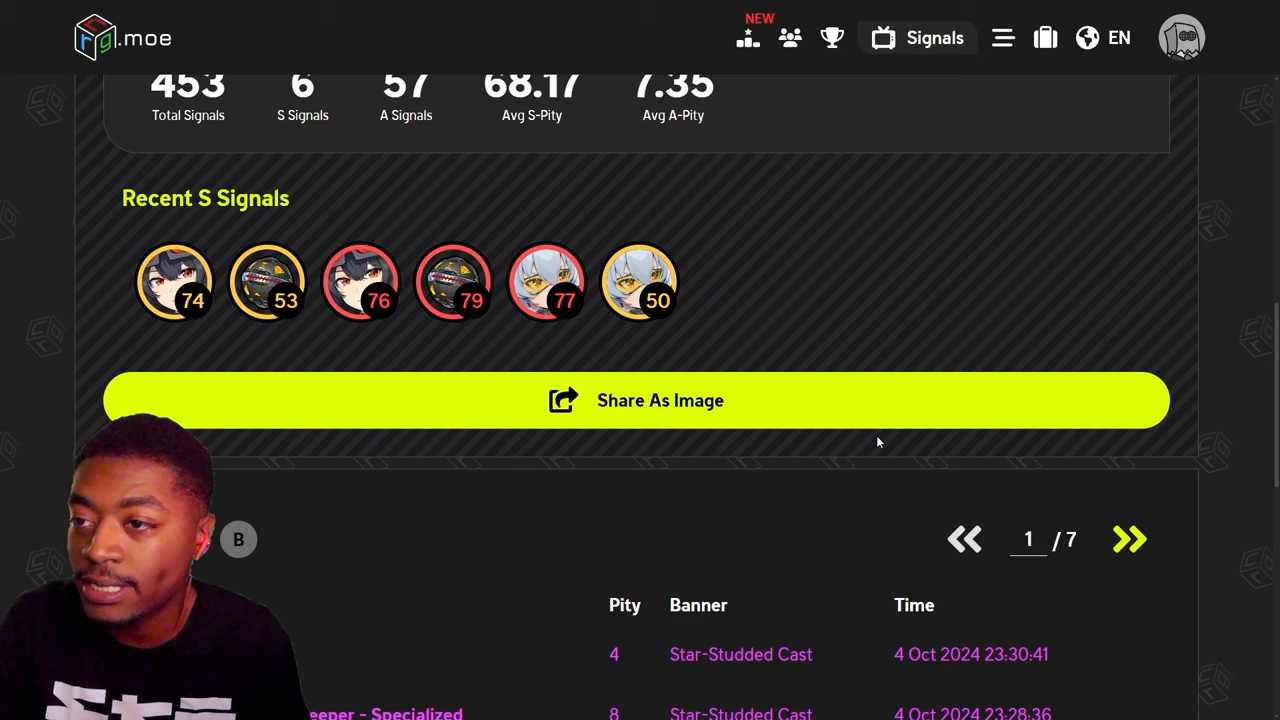 NEW
crg.moe
Signals
EN
453 6 57 68.17 7.35
Total Signals S Signals A Signals Avg S-Pity Avg A-Pity
Recent S Signals
74 53 76 79 77 50
Share As Image
B
1 / 7
Pity Banner Time
4 Star-Studded Cast 4 Oct 2024 23:30:41
eeper - Specialized 8 Star-Studded Cast 4 Oct 2024 23:28:36